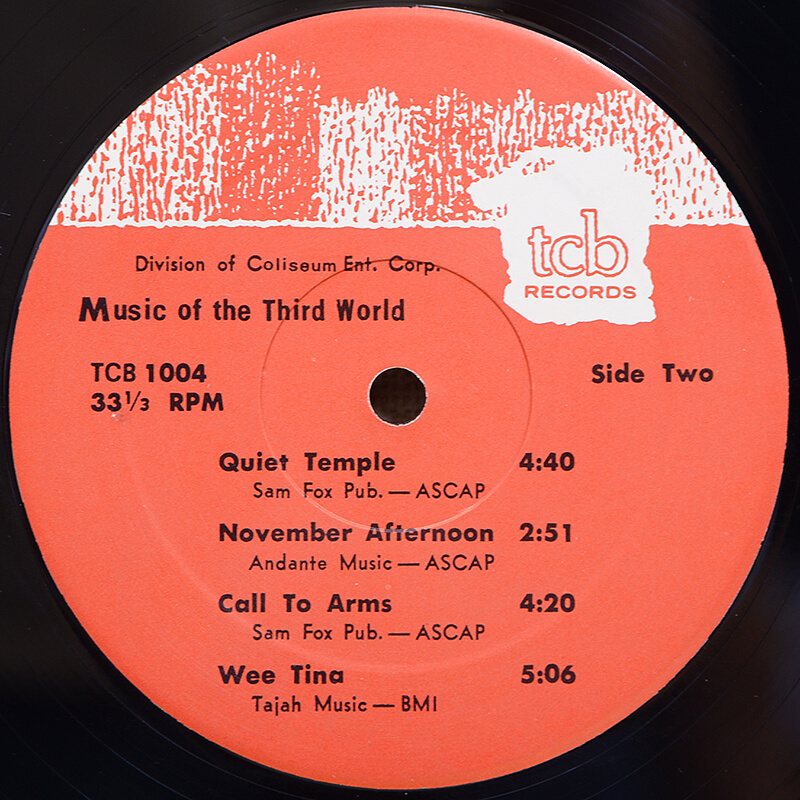 tcb
RECORDS
Division of Coliseum Ent. Corp.
Music of the Third World
TCB 1004
33 1/3 RPM
Side Two
Quiet Temple 4:40
Sam Fox Pub. — ASCAP
November Afternoon 2:51
Andante Music — ASCAP
Call To Arms 4:20
Sam Fox Pub. — ASCAP
Wee Tina 5:06
Tajah Music — BMI